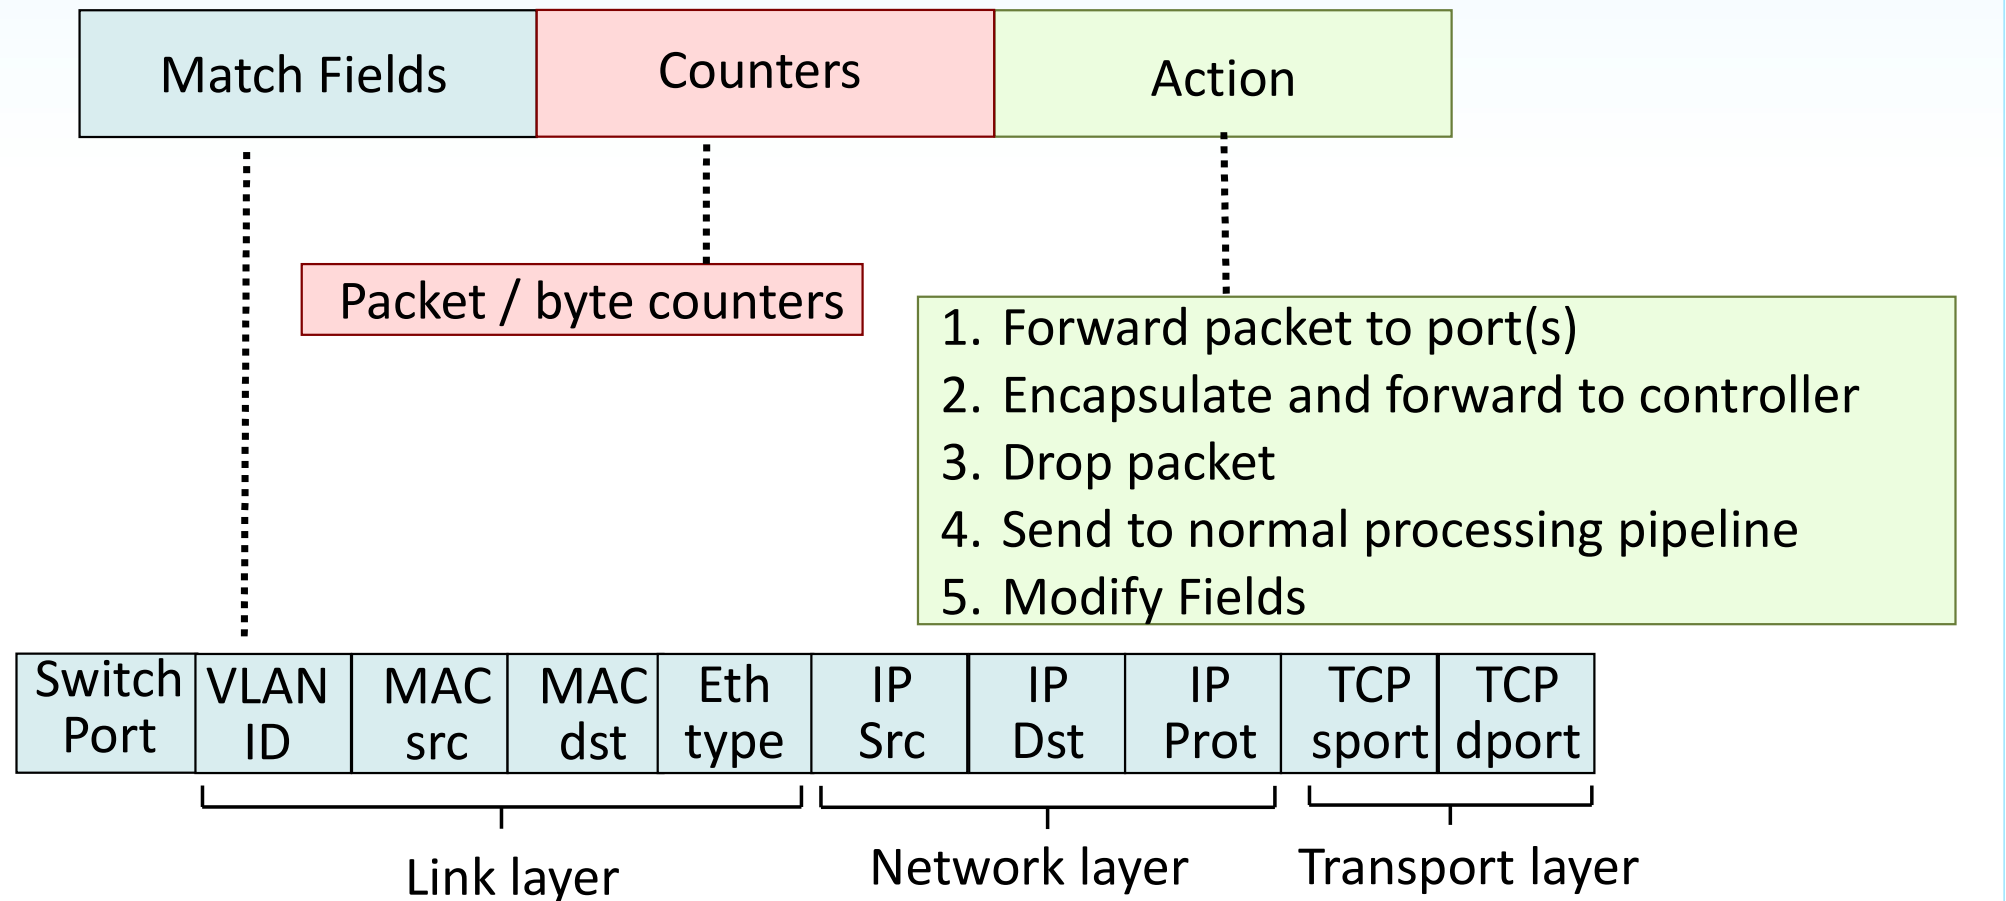 Match Fields
Counters
Action
Packet / byte counters
1. Forward packet to port(s)
2. Encapsulate and forward to controller
3. Drop packet
4. Send to normal processing pipeline
5. Modify Fields
Switch
Port
VLAN
ID
MAC
src
MAC
dst
Eth
type
IP
Src
IP
Dst
IP
Prot
TCP
sport
TCP
dport
Link layer
Network layer
Transport layer